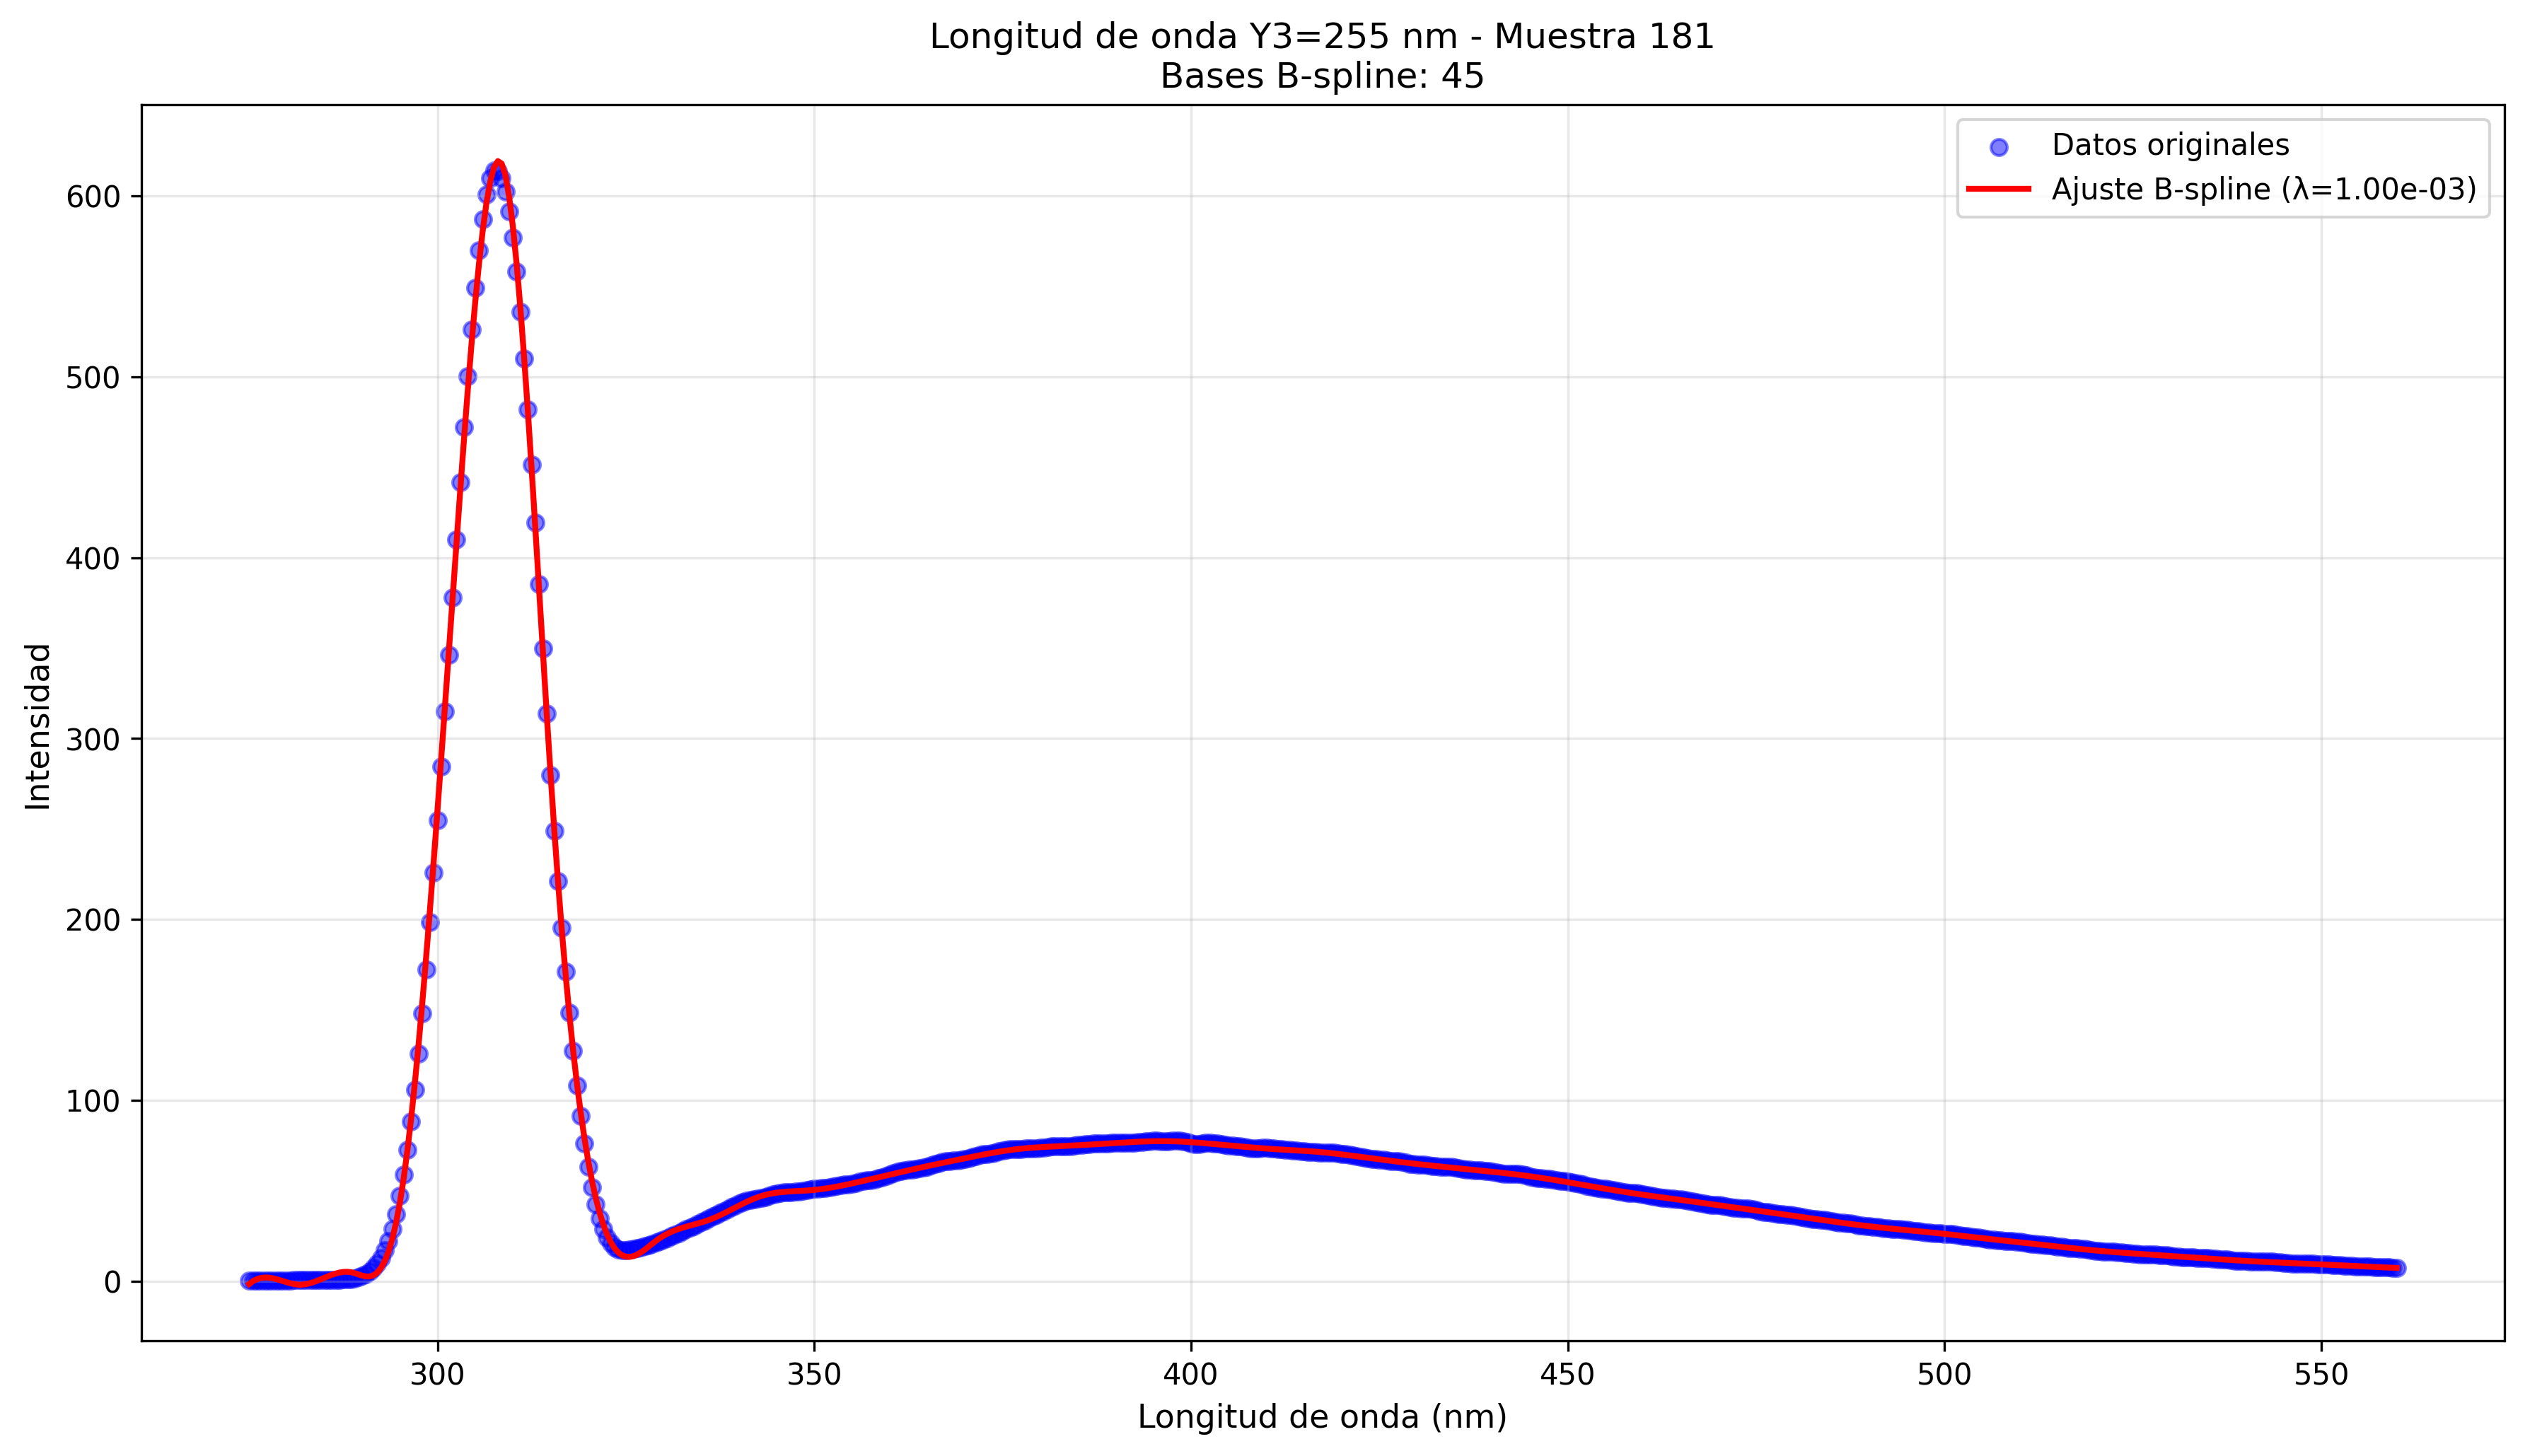 Longitud de onda Y3=255 nm - Muestra 181
Bases B-spline: 45
Datos originales
Ajuste B-spline (λ=1.00e-03)
Intensidad
600
500
400
300
200
100
0
300
350
400
450
500
550
Longitud de onda (nm)